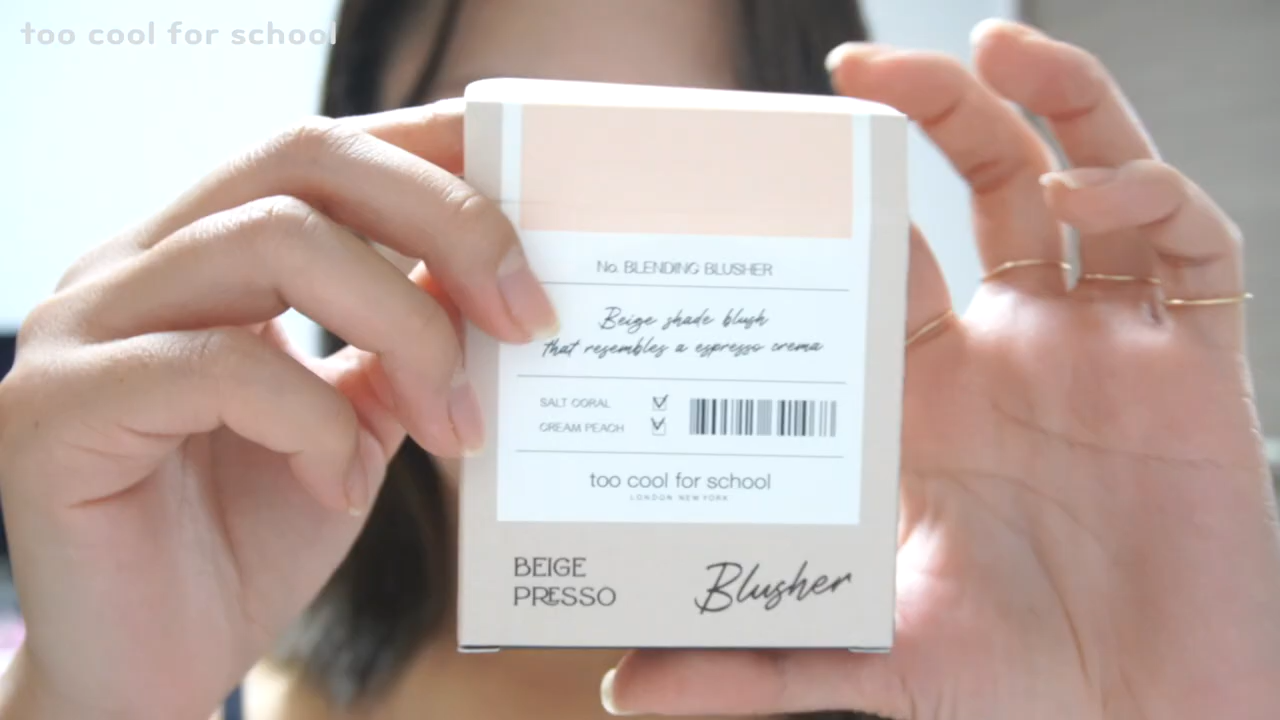 too cool for school
No. BLENDING BLUSHER
Beige shade blush
that resembles a espresso crema
SALT CORAL
CREAM PEACH
too cool for school
LONDON NEW YORK
BEIGE
PRESSO
Blusher